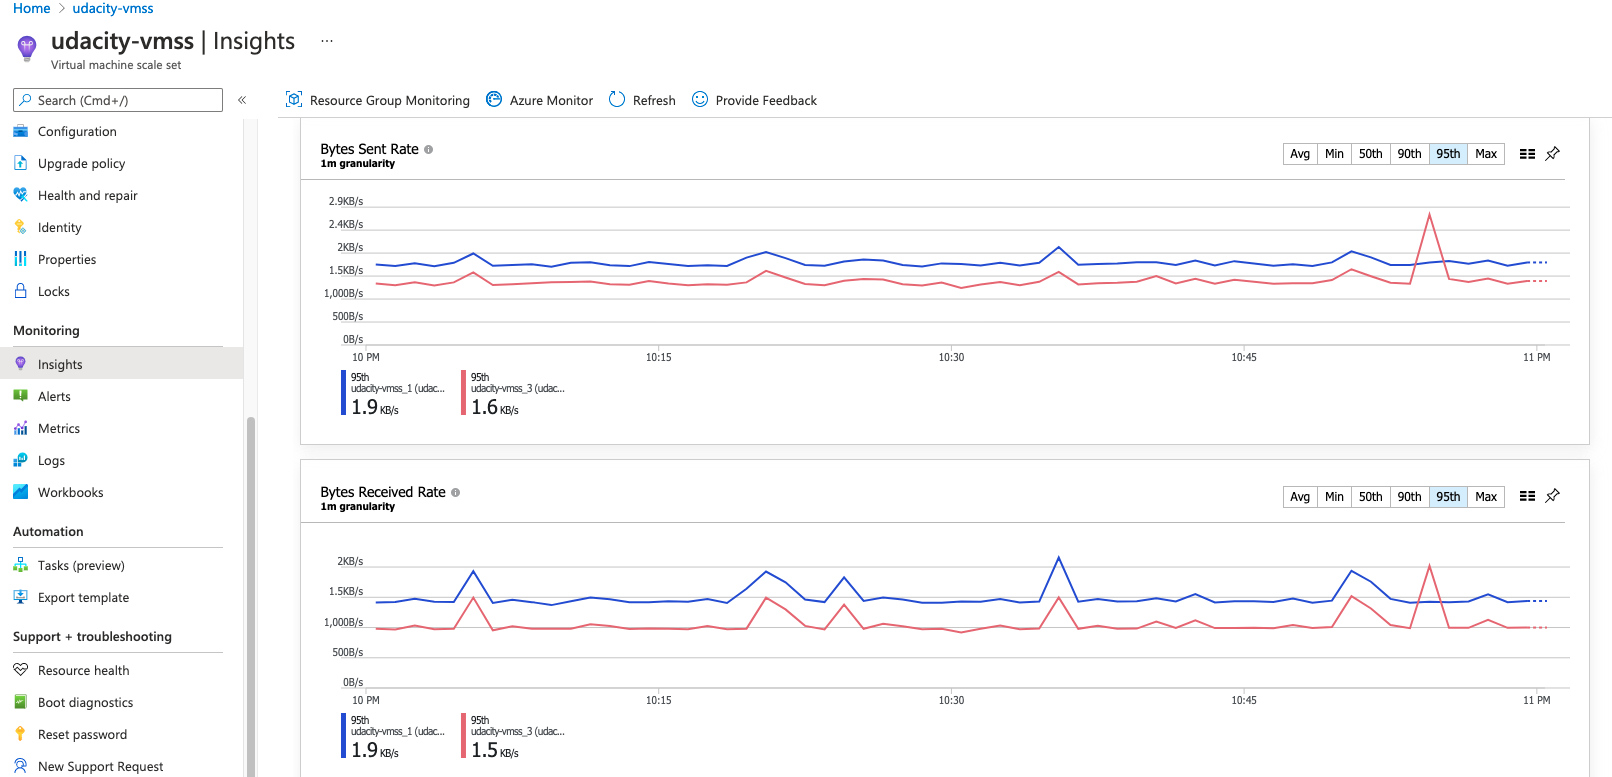 Home > udacity-vmss
udacity-vmss | Insights ...
Virtual machine scale set
Search (Cmd+/) «
Resource Group Monitoring Azure Monitor Refresh Provide Feedback
Configuration
Upgrade policy
Health and repair
Identity
Properties
Locks
Monitoring
Insights
Alerts
Metrics
Logs
Workbooks
Automation
Tasks (preview)
Export template
Support + troubleshooting
Resource health
Boot diagnostics
Reset password
New Support Request
Bytes Sent Rate
1m granularity
Avg Min 50th 90th 95th Max
2.9KB/s
2.4KB/s
2KB/s
1.5KB/s
1,000B/s
500B/s
0B/s
10 PM 10:15 10:30 10:45 11 PM
95th 95th
udacity-vmss_1 (udac... udacity-vmss_3 (udac...
1.9 KB/s 1.6 KB/s
Bytes Received Rate
1m granularity
Avg Min 50th 90th 95th Max
2KB/s
1.5KB/s
1,000B/s
500B/s
0B/s
10 PM 10:15 10:30 10:45 11 PM
95th 95th
udacity-vmss_1 (udac... udacity-vmss_3 (udac...
1.9 KB/s 1.5 KB/s